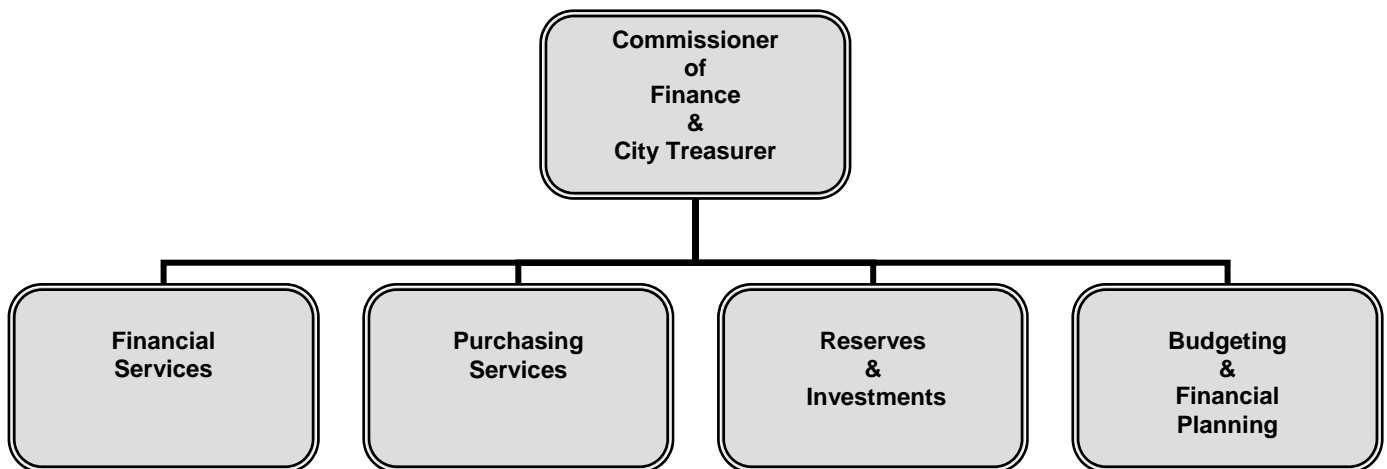 Commissioner
of
Finance
&
City Treasurer
Financial
Services
Purchasing
Services
Reserves
&
Investments
Budgeting
&
Financial
Planning